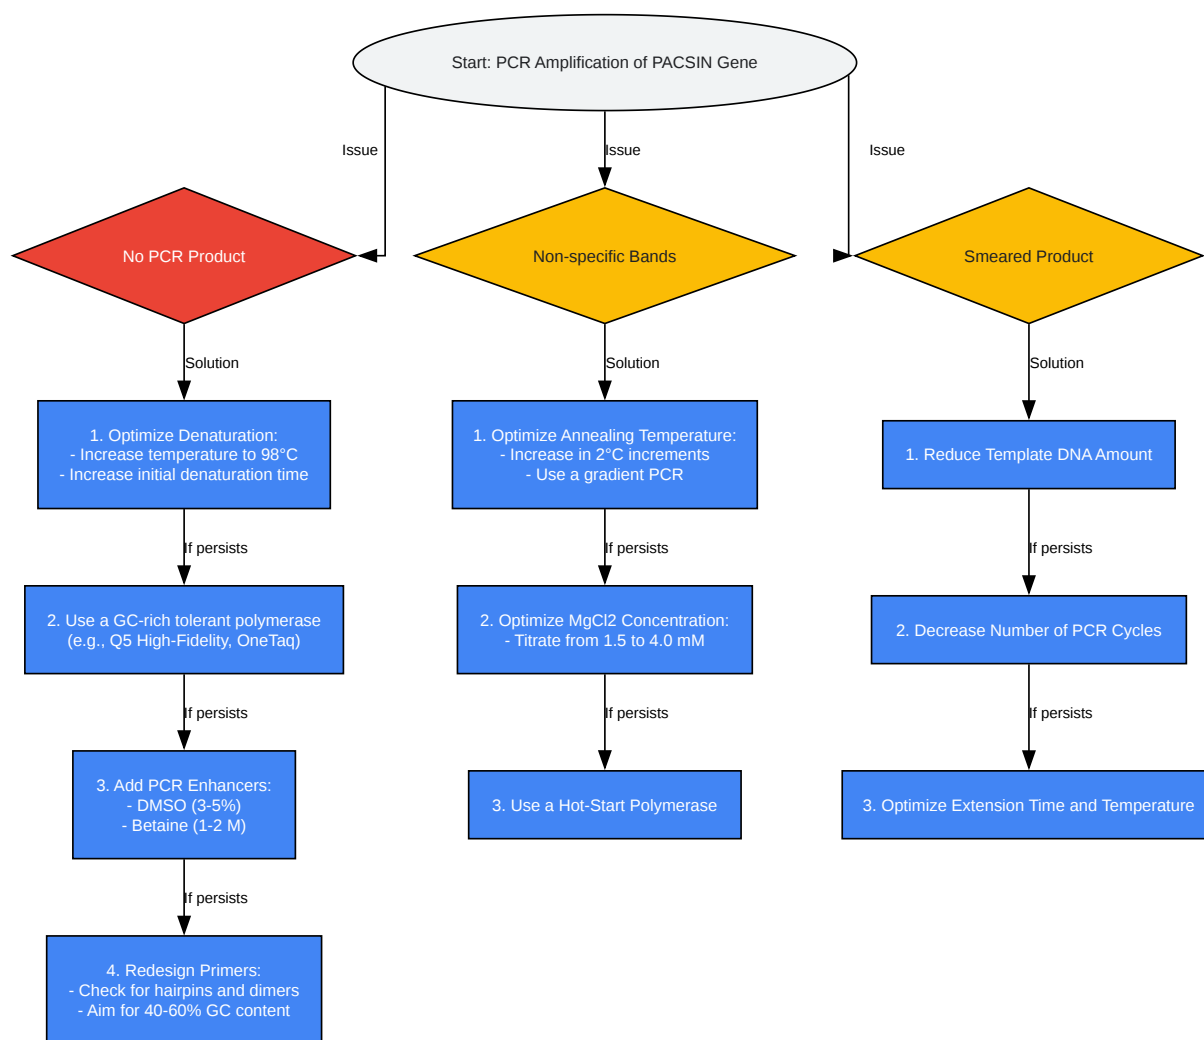 Start: PCR Amplification of PACSIN Gene
Issue
Issue
Issue
No PCR Product
Non-specific Bands
Smeared Product
Solution
Solution
Solution
1. Optimize Denaturation:
- Increase temperature to 98°C
- Increase initial denaturation time
1. Optimize Annealing Temperature:
- Increase in 2°C increments
- Use a gradient PCR
1. Reduce Template DNA Amount
If persists
If persists
If persists
2. Use a GC-rich tolerant polymerase
(e.g., Q5 High-Fidelity, OneTaq)
2. Optimize MgCl2 Concentration:
- Titrate from 1.5 to 4.0 mM
2. Decrease Number of PCR Cycles
If persists
If persists
If persists
3. Add PCR Enhancers:
- DMSO (3-5%)
- Betaine (1-2 M)
3. Use a Hot-Start Polymerase
3. Optimize Extension Time and Temperature
If persists
4. Redesign Primers:
- Check for hairpins and dimers
- Aim for 40-60% GC content